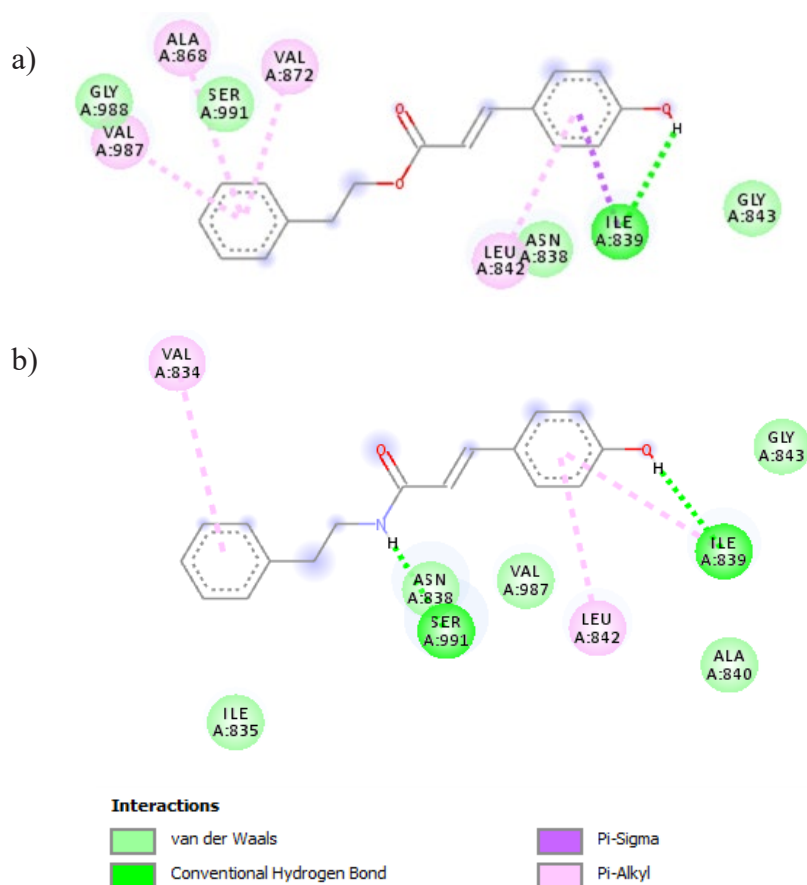 a)
ALA
A:868
VAL
A:872
GLY
A:988
SER
A:991
VAL
A:987
O
O
O
H
GLY
A:843
ILE
A:839
ASN
A:838
LEU
A:842
b)
VAL
A:834
O
O
H
GLY
A:843
N
H
ILE
A:839
ASN
A:838
VAL
A:987
SER
A:991
LEU
A:842
ALA
A:840
ILE
A:835
Interactions
van der Waals
Conventional Hydrogen Bond
Pi-Sigma
Pi-Alkyl